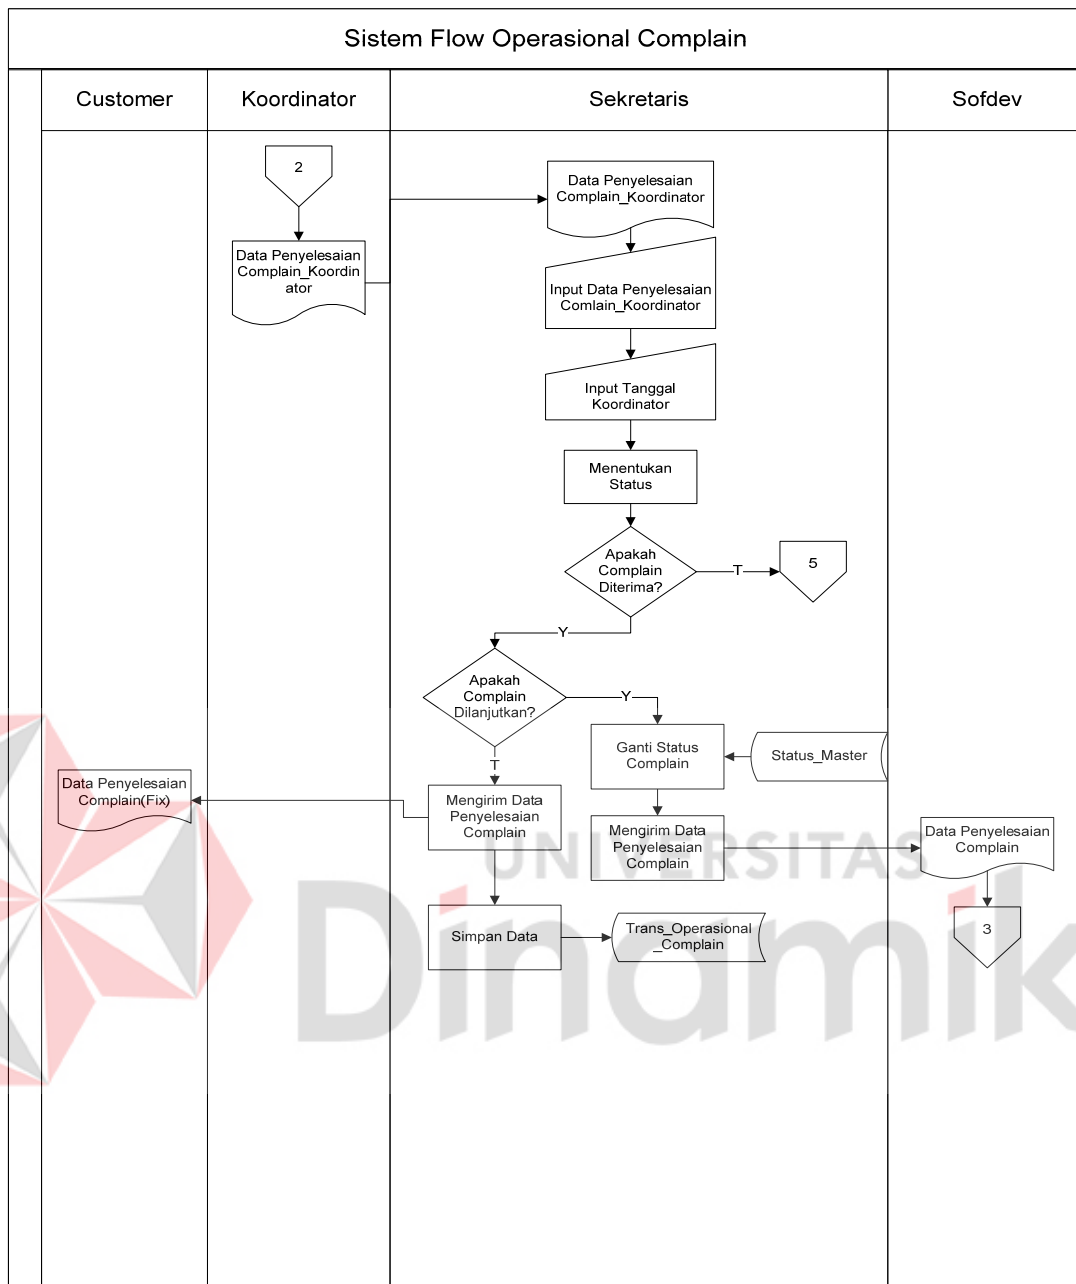 Sistem Flow Operasional Complain
Customer
Koordinator
Sekretaris
Sofdev
2
Data Penyelesaian
Complain_Koordin
ator
Data Penyelesaian
Complain_Koordinator
Input Data Penyelesaian
Comlain_Koordinator
Input Tanggal
Koordinator
Menentukan
Status
Apakah
Complain
Diterima?
T
5
Y
Apakah
Complain
Dilanjutkan?
Y
T
Ganti Status
Complain
Status_Master
Data Penyelesaian
Complain(Fix)
Mengirim Data
Penyelesaian
Complain
Mengirim Data
Penyelesaian
Complain
Data Penyelesaian
Complain
Simpan Data
Trans_Operasional
_Complain
3
UNIVERSITAS
Dinamik